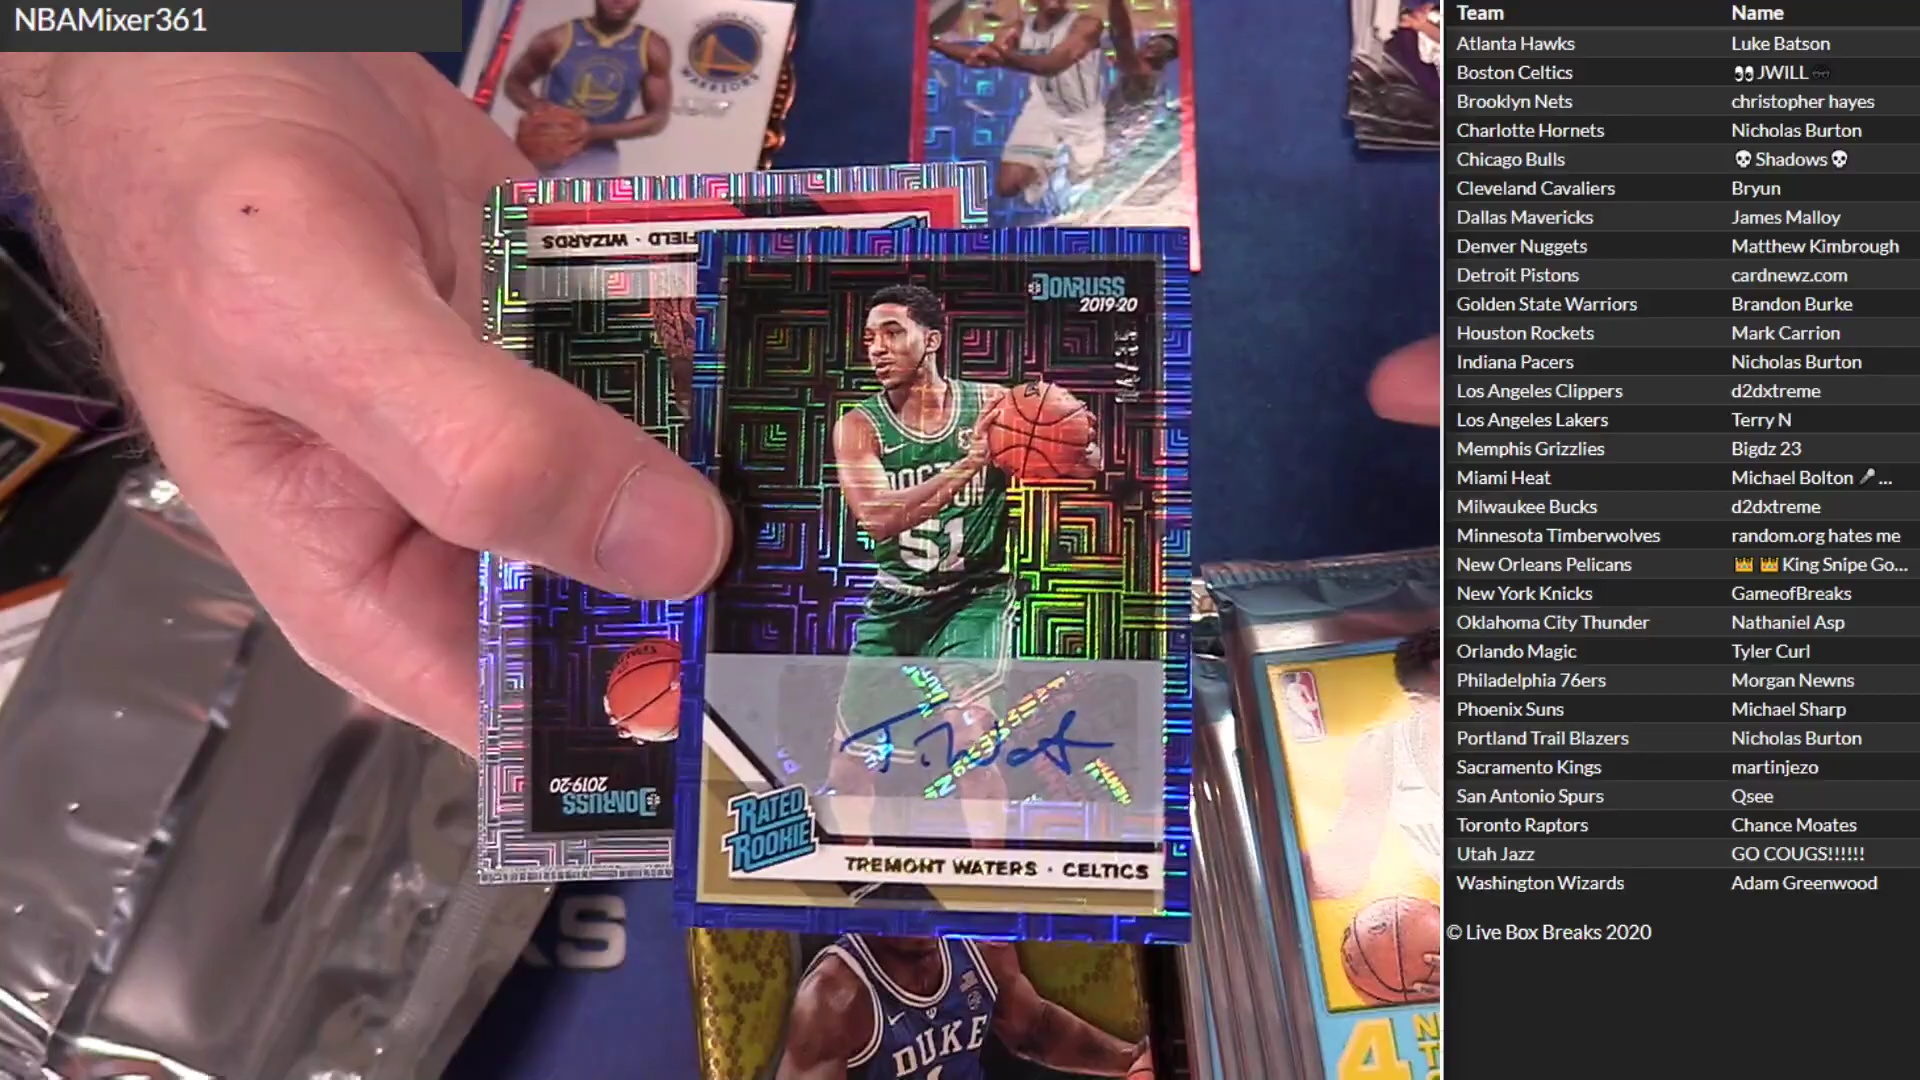 NBAMixer361
WARRIORS
FIELD · WIZARDS
DONRUSS
2019-20
BOSTON
51
T. Wat
RATED
ROOKIE
TREMONT WATERS · CELTICS
DONRUSS
2019-20
DUKE
4
Team Name
Atlanta Hawks Luke Batson
Boston Celtics 👀 JWILL 🕶
Brooklyn Nets christopher hayes
Charlotte Hornets Nicholas Burton
Chicago Bulls 💀 Shadows 💀
Cleveland Cavaliers Bryun
Dallas Mavericks James Malloy
Denver Nuggets Matthew Kimbrough
Detroit Pistons cardnewz.com
Golden State Warriors Brandon Burke
Houston Rockets Mark Carrion
Indiana Pacers Nicholas Burton
Los Angeles Clippers d2dxtreme
Los Angeles Lakers Terry N
Memphis Grizzlies Bigdz 23
Miami Heat Michael Bolton 🎤 ...
Milwaukee Bucks d2dxtreme
Minnesota Timberwolves random.org hates me
New Orleans Pelicans 👑 👑 King Snipe Go...
New York Knicks GameofBreaks
Oklahoma City Thunder Nathaniel Asp
Orlando Magic Tyler Curl
Philadelphia 76ers Morgan Newns
Phoenix Suns Michael Sharp
Portland Trail Blazers Nicholas Burton
Sacramento Kings martinjezo
San Antonio Spurs Qsee
Toronto Raptors Chance Moates
Utah Jazz GO COUGS!!!!!!
Washington Wizards Adam Greenwood
© Live Box Breaks 2020